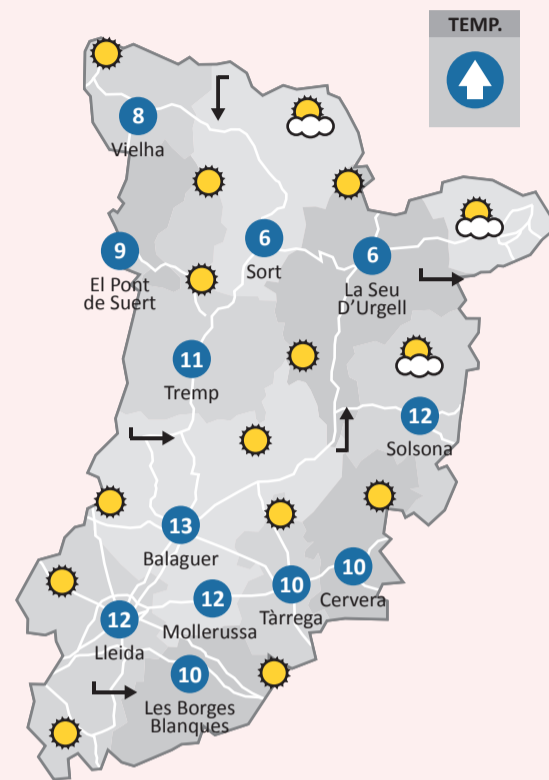 TEMP.
8
Vielha
9
El Pont
de Suert
6
Sort
6
La Seu
D'Urgell
11
Tremp
12
Solsona
13
Balaguer
12
Mollerussa
10
Tàrrega
10
Cervera
12
Lleida
10
Les Borges
Blanques